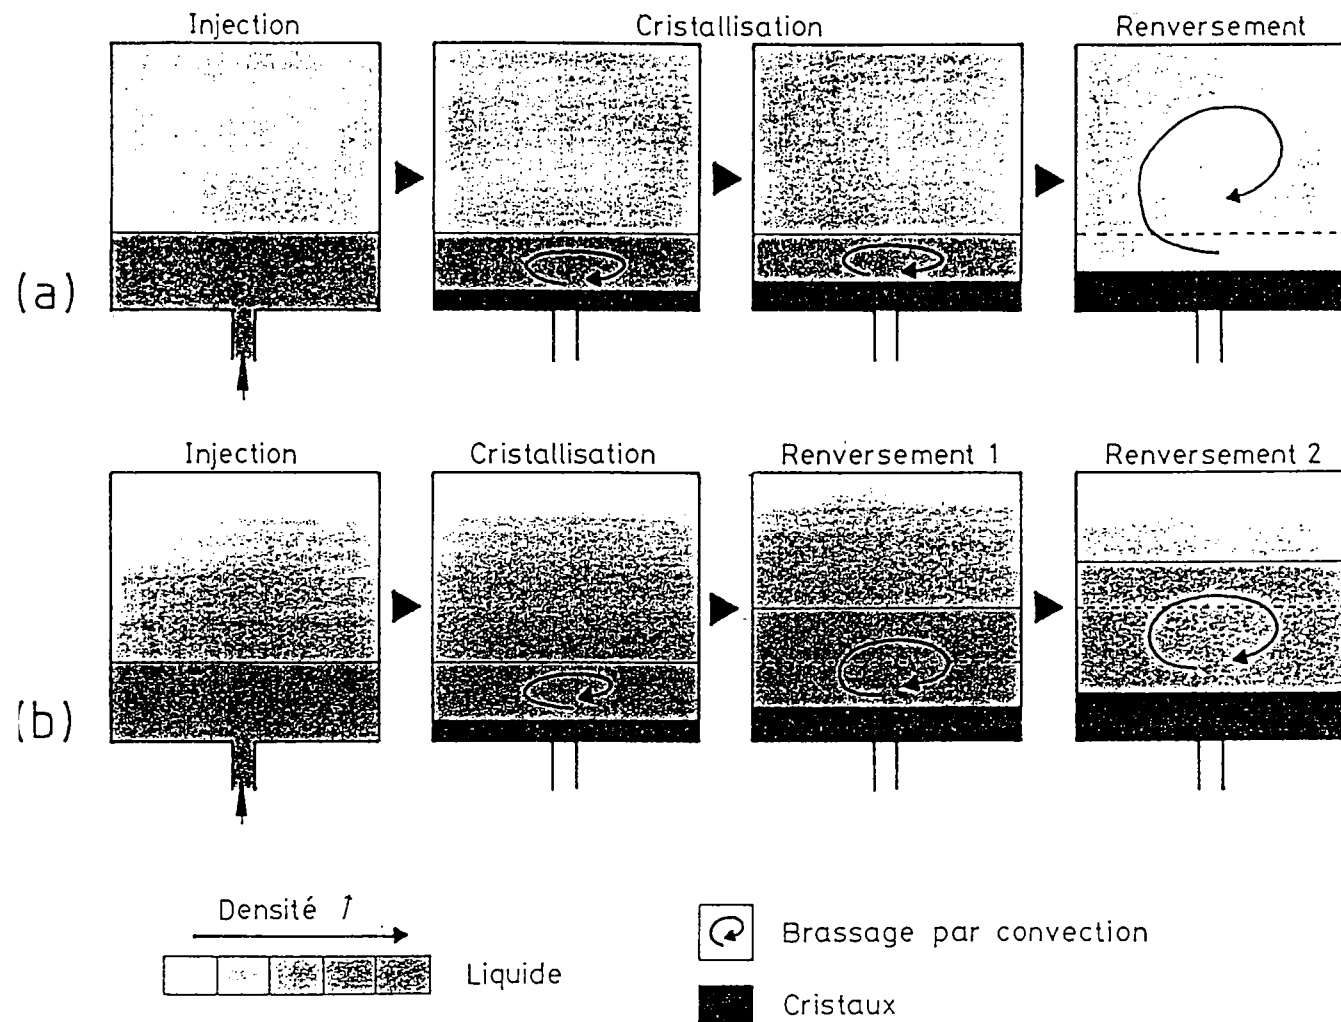 Injection
Cristallisation
Renversement
(a)
Injection
Cristallisation
Renversement 1
Renversement 2
(b)
Densité ↑
Liquide
Brassage par convection
Cristaux